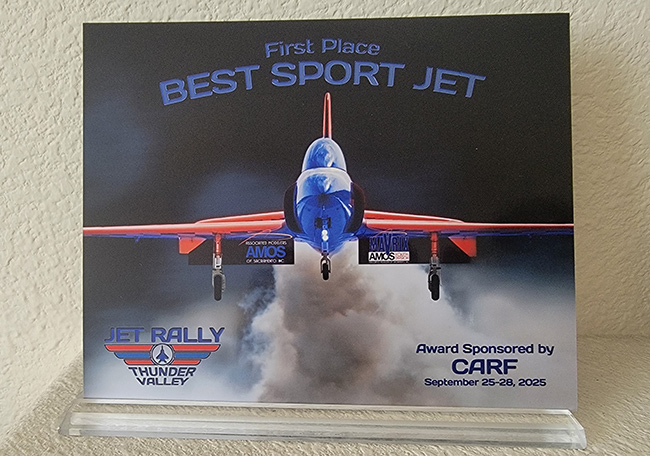 First Place
BEST SPORT JET
ASSOCIATED MODELERS
AMOS
OF SACRAMENTO INC.
MAVRIX
AMOS
JET RALLY
THUNDER
VALLEY
Award Sponsored by
CARF
September 25-28, 2025